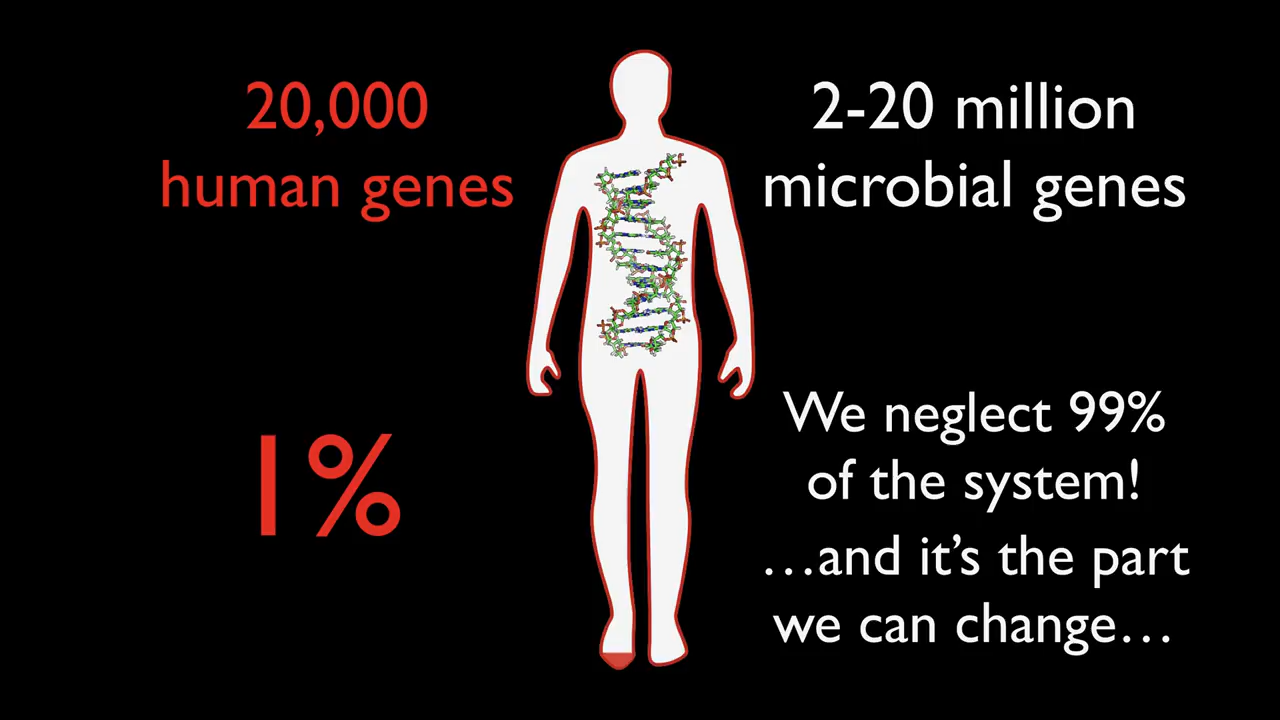 20,000
human genes
2-20 million
microbial genes
1%
We neglect 99%
of the system!
…and it’s the part
we can change…